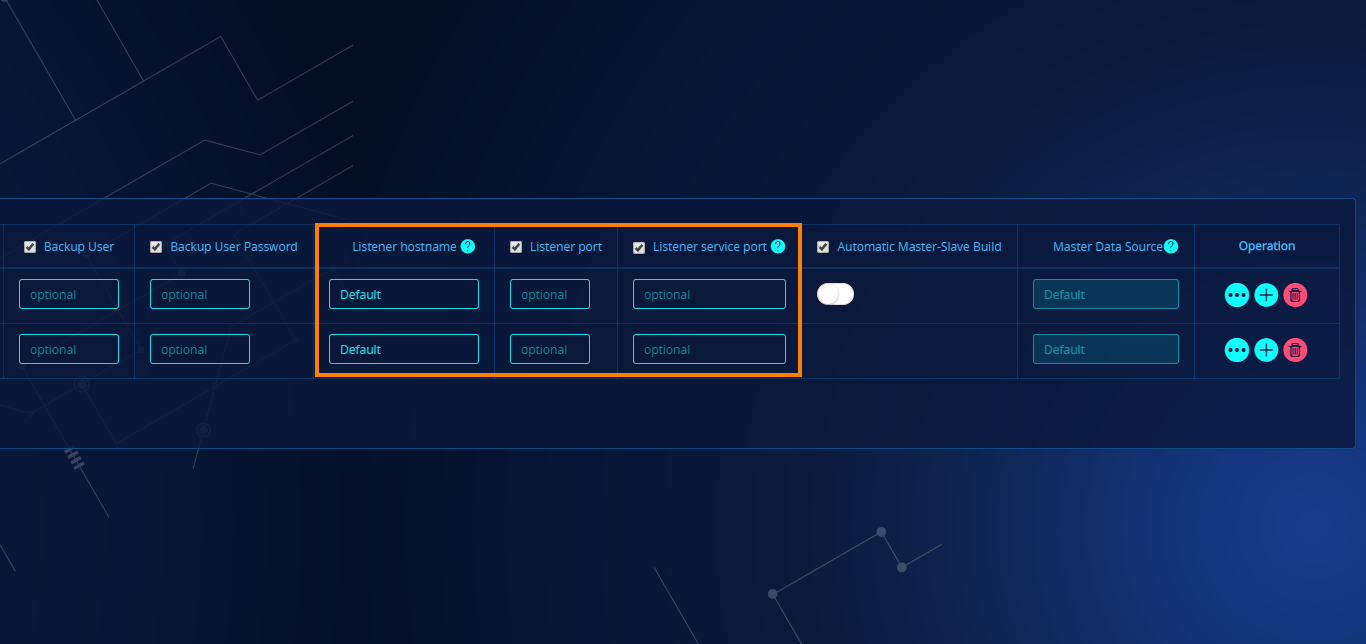 Backup User Backup User Password Listener hostname ? Listener port Listener service port ? Automatic Master-Slave Build Master Data Source ? Operation
optional optional Default optional optional Default
optional optional Default optional optional Default